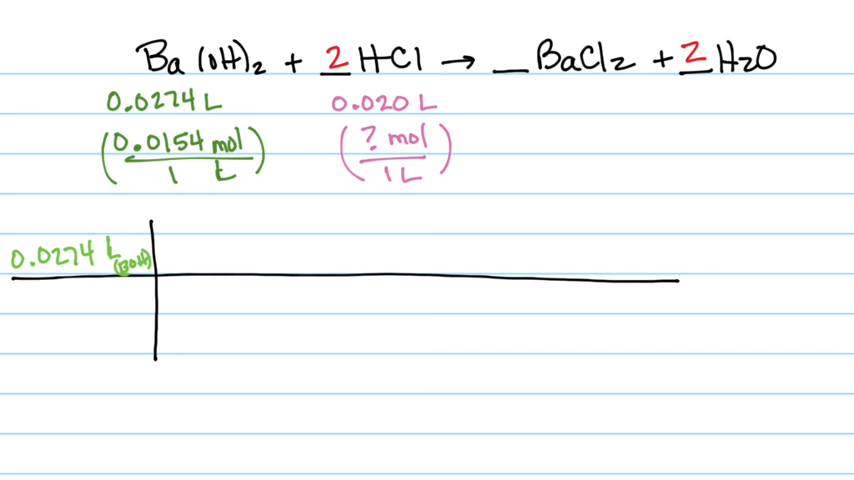 Ba(OH)₂ + 2 HCl → __ BaCl₂ + 2 H₂O
0.0274 L 0.020 L
(0.0154 mol / 1 L) (? mol / 1 L)
0.0274 L (BOH)